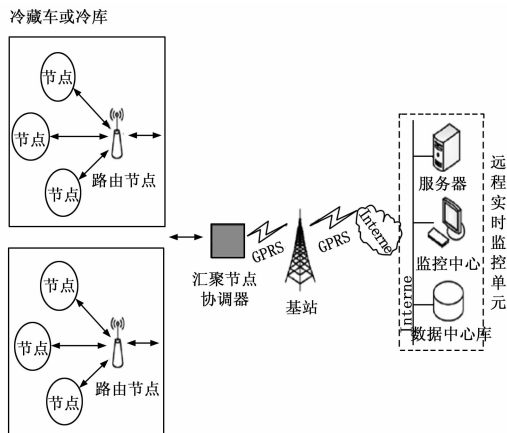 冷藏车或冷库
节点
节点
节点
路由节点
节点
节点
节点
路由节点
汇聚节点
协调器
GPRS
基站
GPRS
Interne
Interne
服务器
监控中心
数据中心库
远程实时监控单元